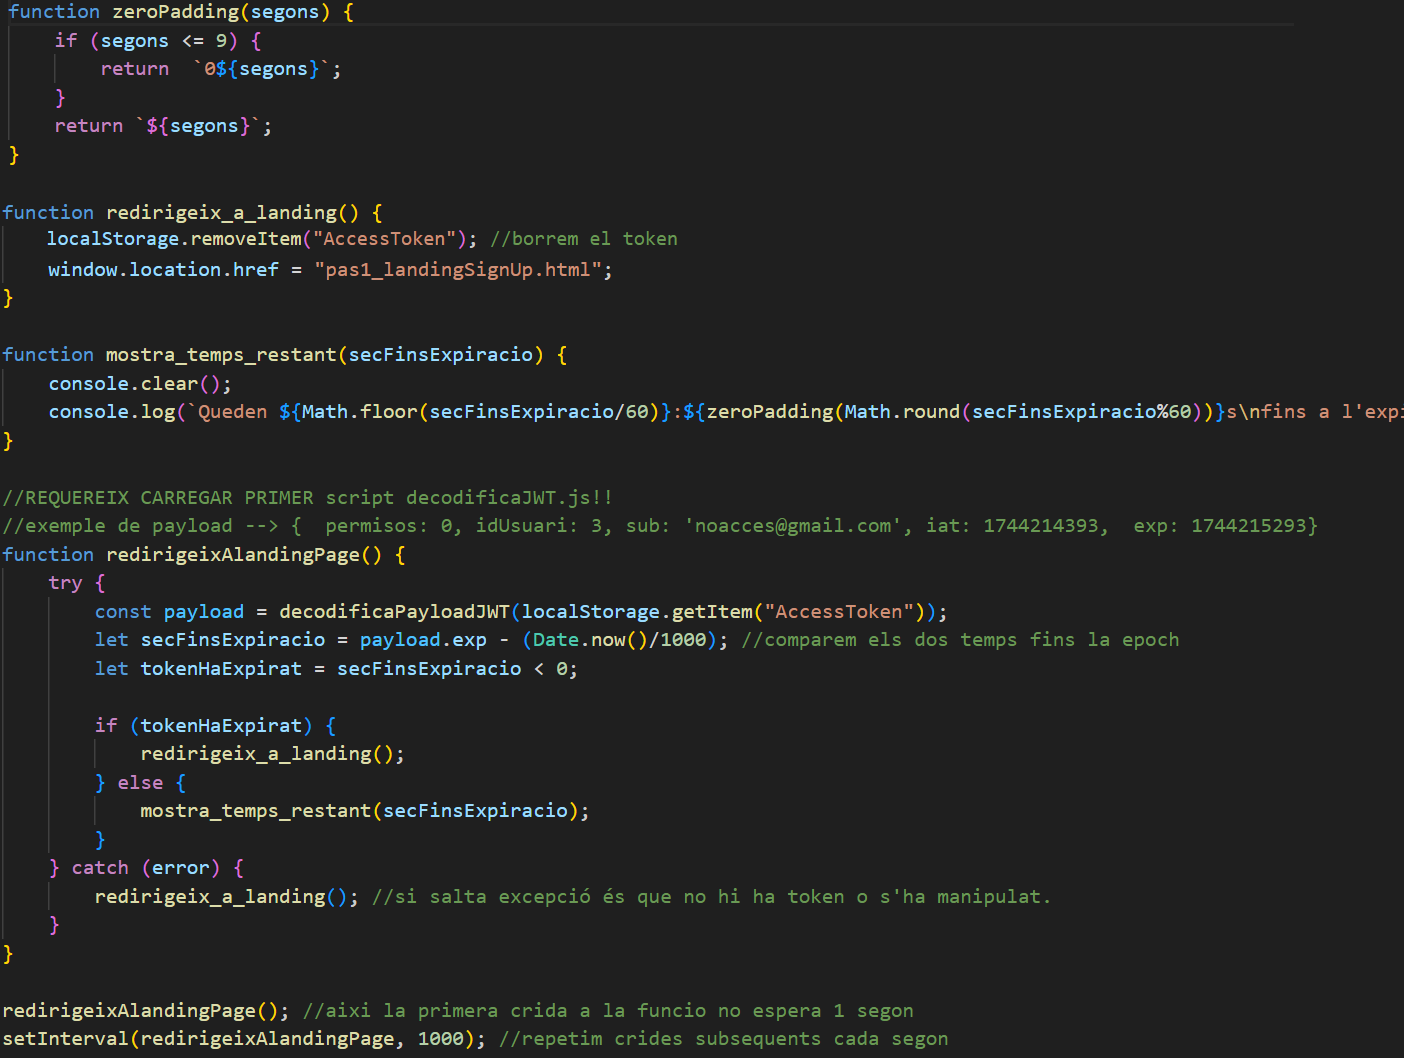 function zeroPadding(segons) {
    if (segons <= 9) {
        return  `0${segons}`;
    }
    return `${segons}`;
}

function redirigeix_a_landing() {
    localStorage.removeItem("AccessToken"); //borrem el token
    window.location.href = "pas1_landingSignUp.html";
}

function mostra_temps_restant(secFinsExpiracio) {
    console.clear();
    console.log(`Queden ${Math.floor(secFinsExpiracio/60)}:${zeroPadding(Math.round(secFinsExpiracio%60))}s\nfins a l'exp
}

//REQUEREIX CARREGAR PRIMER script decodificaJWT.js!!
//exemple de payload --> {  permisos: 0, idUsuari: 3, sub: 'noacces@gmail.com', iat: 1744214393,  exp: 1744215293}
function redirigeixAlandingPage() {
    try {
        const payload = decodificaPayloadJWT(localStorage.getItem("AccessToken"));
        let secFinsExpiracio = payload.exp - (Date.now()/1000); //comparem els dos temps fins la epoch
        let tokenHaExpirat = secFinsExpiracio < 0;

        if (tokenHaExpirat) {
            redirigeix_a_landing();
        } else {
            mostra_temps_restant(secFinsExpiracio);
        }
    } catch (error) {
        redirigeix_a_landing(); //si salta excepció és que no hi ha token o s'ha manipulat.
    }
}

redirigeixAlandingPage(); //aixi la primera crida a la funcio no espera 1 segon
setInterval(redirigeixAlandingPage, 1000); //repetim crides subsequents cada segon